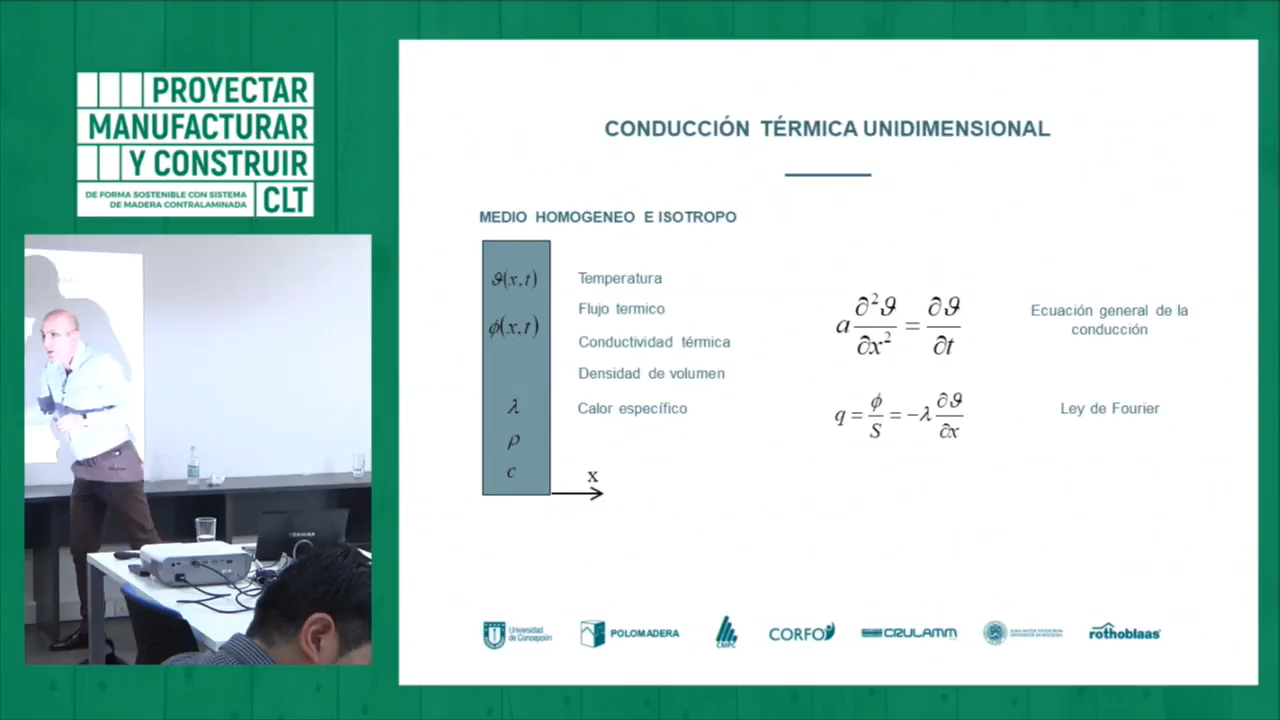 PROYECTAR
MANUFACTURAR
Y CONSTRUIR
DE FORMA SOSTENIBLE CON SISTEMA
DE MADERA CONTRALAMINADA
CLT
CONDUCCIÓN TÉRMICA UNIDIMENSIONAL
MEDIO HOMOGENEO E ISOTROPO
ϑ(x,t)
ϕ(x,t)
λ
ρ
c
x
Temperatura
Flujo termico
Conductividad térmica
Densidad de volumen
Calor específico
a ∂²ϑ/∂x² = ∂ϑ/∂t
Ecuación general de la
conducción
q = ϕ/S = −λ ∂ϑ/∂x
Ley de Fourier
TOSHIBA
Universidad
de Concepción
POLOMADERA
CMPC
CORFO
CRULAMM
rothoblaas